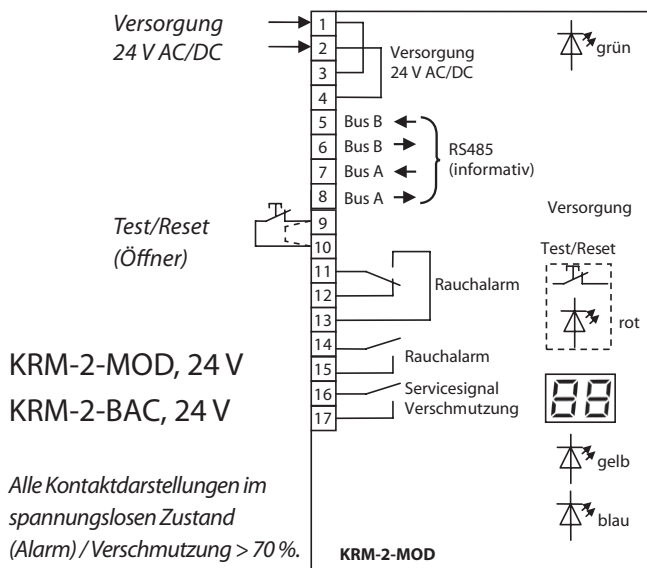 Versorgung
24 V AC/DC
1
2
3
4
5
6
7
8
9
10
11
12
13
14
15
16
17
Versorgung
24 V AC/DC
Bus B
Bus B
Bus A
Bus A
RS485
(informativ)
Test/Reset
(Öffner)
Rauchalarm
Rauchalarm
Servicesignal
Verschmutzung
grün
Versorgung
Test/Reset
rot
88
gelb
blau
KRM-2-MOD, 24 V
KRM-2-BAC, 24 V
Alle Kontaktdarstellungen im
spannungslosen Zustand
(Alarm) / Verschmutzung > 70 %.
KRM-2-MOD